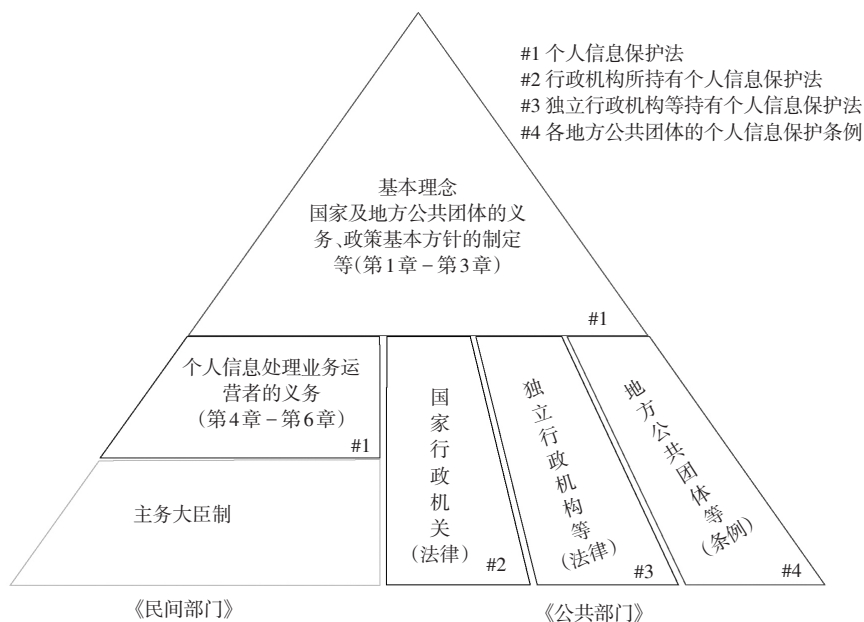 #1 个人信息保护法
#2 行政机构所持有个人信息保护法
#3 独立行政机构等持有个人信息保护法
#4 各地方公共团体的个人信息保护条例
基本理念
国家及地方公共团体的义
务、政策基本方针的制定
等(第1章－第3章)
#1
个人信息处理业务运
营者的义务
(第4章－第6章)
#1
主务大臣制
国家行政机关
(法律)
#2
独立行政机构等
(法律)
#3
地方公共团体等
(条例)
#4
《民间部门》
《公共部门》